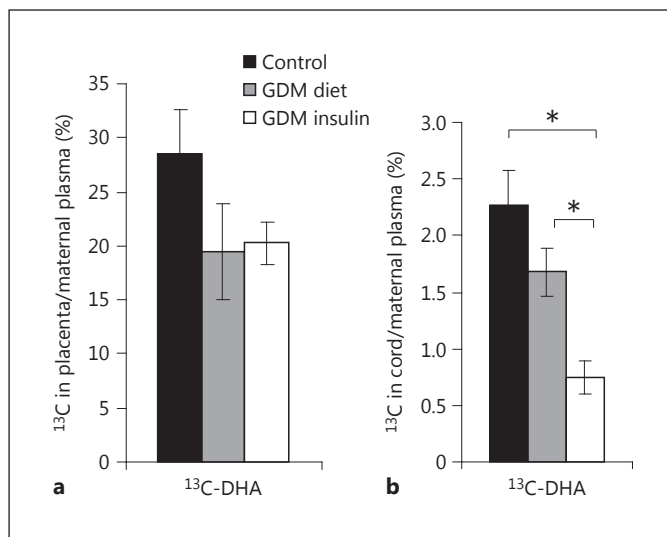 Control
GDM diet
GDM insulin
¹³C in placenta/maternal plasma (%)
35
30
25
20
15
10
5
0
a
¹³C-DHA
¹³C in cord/maternal plasma (%)
3.0
2.5
2.0
1.5
1.0
0.5
0
*
*
b
¹³C-DHA